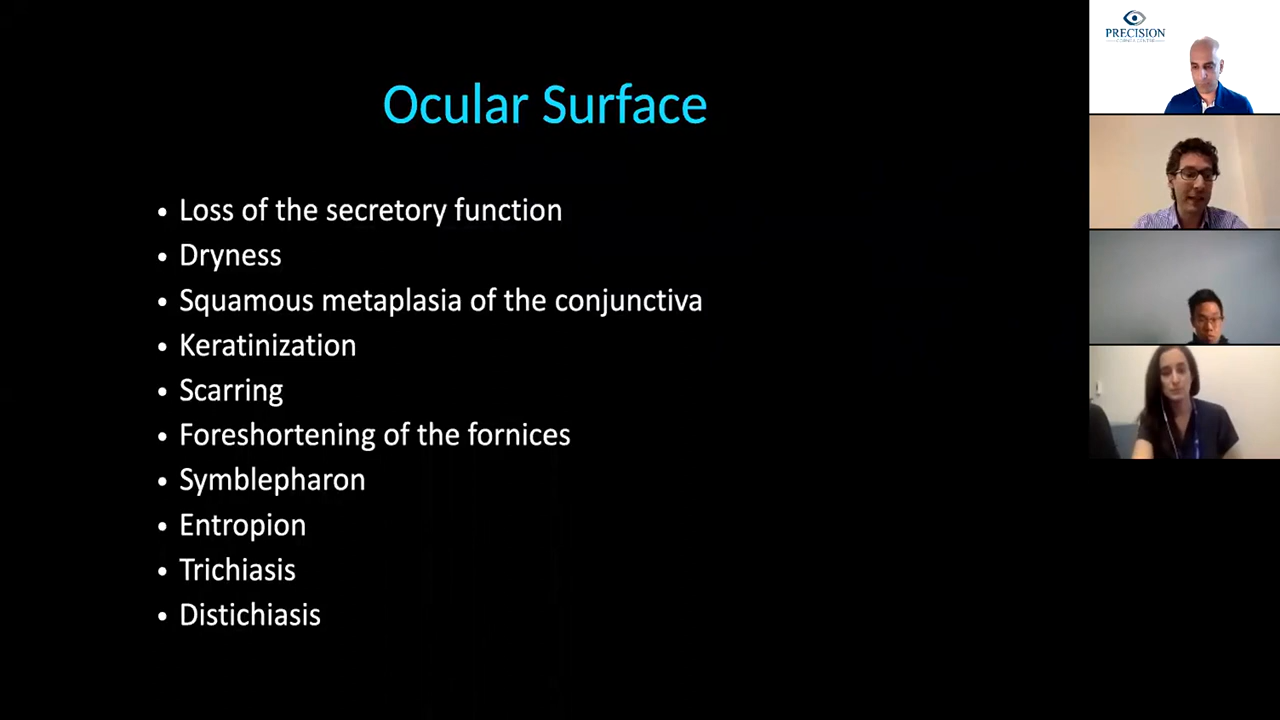 Ocular Surface
• Loss of the secretory function
• Dryness
• Squamous metaplasia of the conjunctiva
• Keratinization
• Scarring
• Foreshortening of the fornices
• Symblepharon
• Entropion
• Trichiasis
• Distichiasis
PRECISION